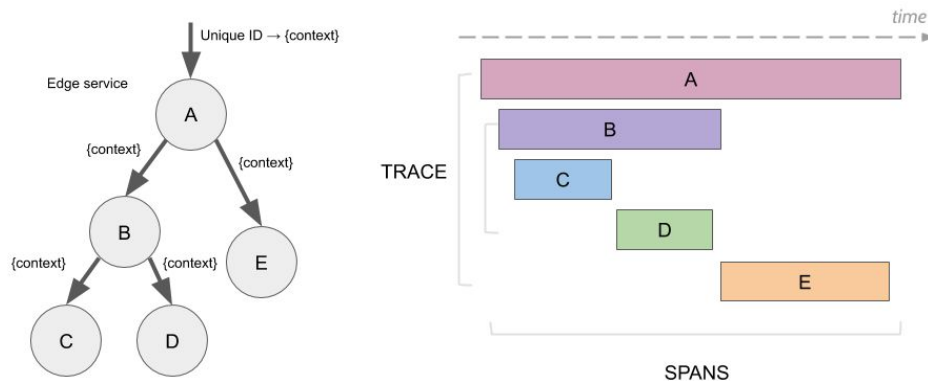 Unique ID → {context}
Edge service
A
{context}
{context}
B
E
{context}
{context}
C
D
time
A
B
TRACE
C
D
E
SPANS